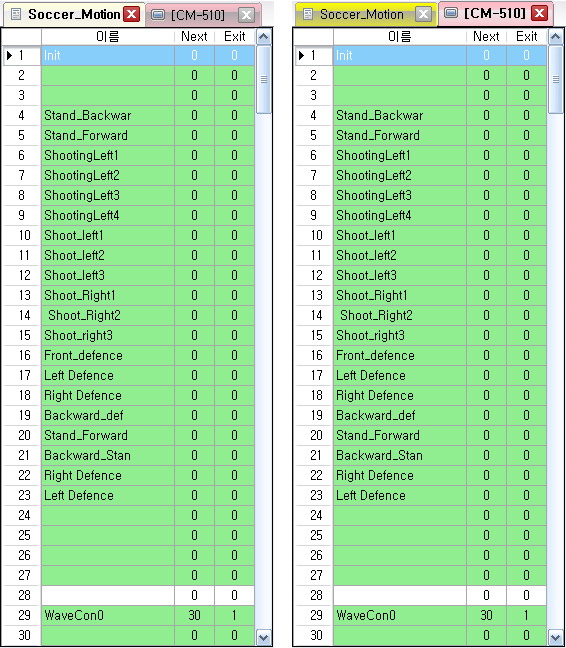 Soccer_Motion [CM-510]
이름 Next Exit
1 Init 0 0
2 0 0
3 0 0
4 Stand_Backwar 0 0
5 Stand_Forward 0 0
6 ShootingLeft1 0 0
7 ShootingLeft2 0 0
8 ShootingLeft3 0 0
9 ShootingLeft4 0 0
10 Shoot_left1 0 0
11 Shoot_left2 0 0
12 Shoot_left3 0 0
13 Shoot_Right1 0 0
14 Shoot_Right2 0 0
15 Shoot_right3 0 0
16 Front_defence 0 0
17 Left Defence 0 0
18 Right Defence 0 0
19 Backward_def 0 0
20 Stand_Forward 0 0
21 Backward_Stan 0 0
22 Right Defence 0 0
23 Left Defence 0 0
24 0 0
25 0 0
26 0 0
27 0 0
28 0 0
29 WaveCon0 30 1
30 0 0
Soccer_Motion [CM-510]
이름 Next Exit
1 Init 0 0
2 0 0
3 0 0
4 Stand_Backwar 0 0
5 Stand_Forward 0 0
6 ShootingLeft1 0 0
7 ShootingLeft2 0 0
8 ShootingLeft3 0 0
9 ShootingLeft4 0 0
10 Shoot_left1 0 0
11 Shoot_left2 0 0
12 Shoot_left3 0 0
13 Shoot_Right1 0 0
14 Shoot_Right2 0 0
15 Shoot_right3 0 0
16 Front_defence 0 0
17 Left Defence 0 0
18 Right Defence 0 0
19 Backward_def 0 0
20 Stand_Forward 0 0
21 Backward_Stan 0 0
22 Right Defence 0 0
23 Left Defence 0 0
24 0 0
25 0 0
26 0 0
27 0 0
28 0 0
29 WaveCon0 30 1
30 0 0